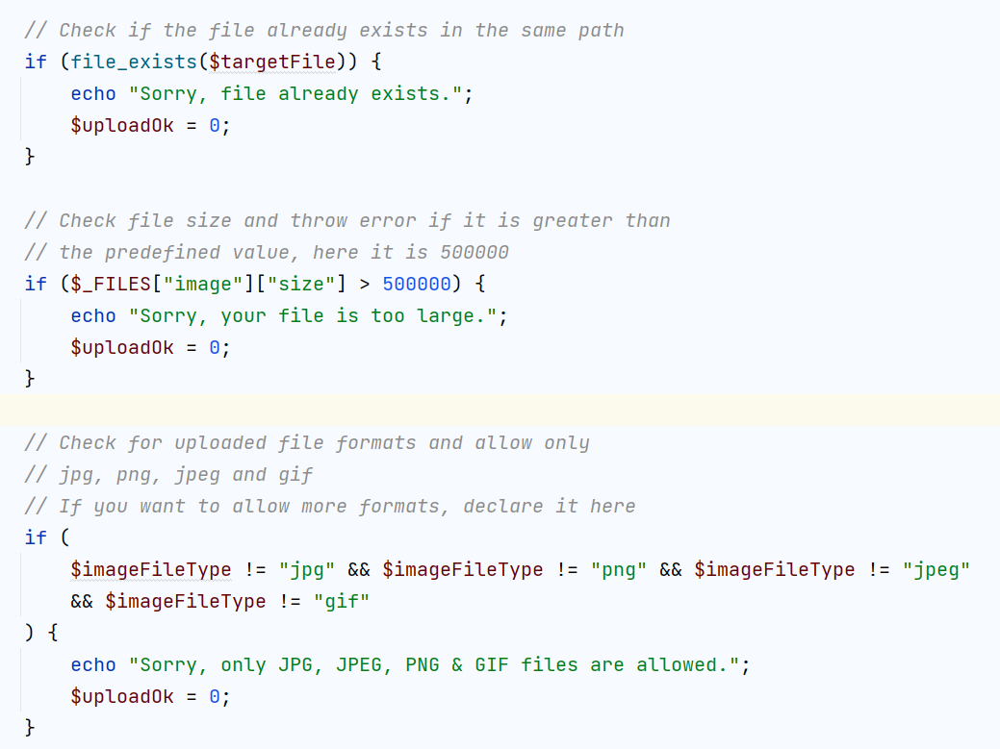 // Check if the file already exists in the same path
if (file_exists($targetFile)) {
    echo "Sorry, file already exists.";
    $uploadOk = 0;
}

// Check file size and throw error if it is greater than
// the predefined value, here it is 500000
if ($_FILES["image"]["size"] > 500000) {
    echo "Sorry, your file is too large.";
    $uploadOk = 0;
}

// Check for uploaded file formats and allow only
// jpg, png, jpeg and gif
// If you want to allow more formats, declare it here
if (
    $imageFileType != "jpg" && $imageFileType != "png" && $imageFileType != "jpeg"
    && $imageFileType != "gif"
) {
    echo "Sorry, only JPG, JPEG, PNG & GIF files are allowed.";
    $uploadOk = 0;
}